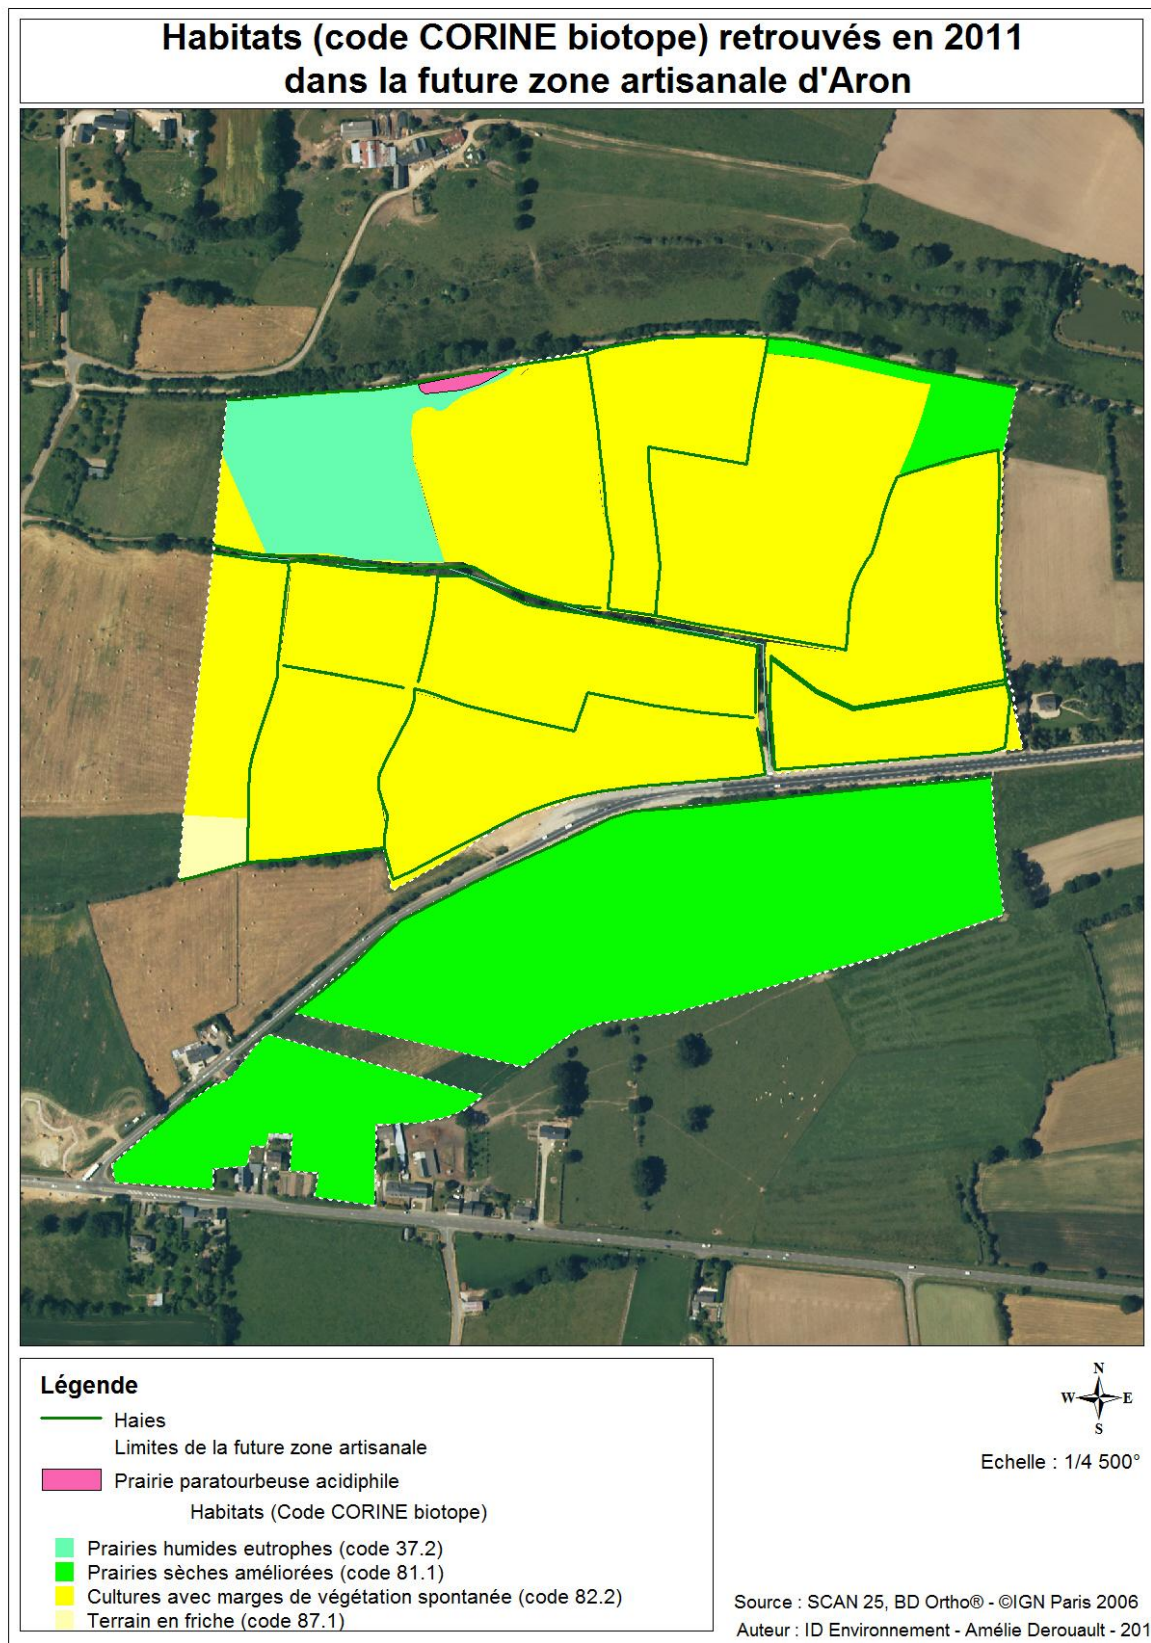 Habitats (code CORINE biotope) retrouvés en 2011
dans la future zone artisanale d'Aron
Légende
Haies
Limites de la future zone artisanale
Prairie paratourbeuse acidiphile
Habitats (Code CORINE biotope)
Prairies humides eutrophes (code 37.2)
Prairies sèches améliorées (code 81.1)
Cultures avec marges de végétation spontanée (code 82.2)
Terrain en friche (code 87.1)
N
W E
S
Echelle : 1/4 500°
Source : SCAN 25, BD Ortho® - ©IGN Paris 2006
Auteur : ID Environnement - Amélie Derouault - 201